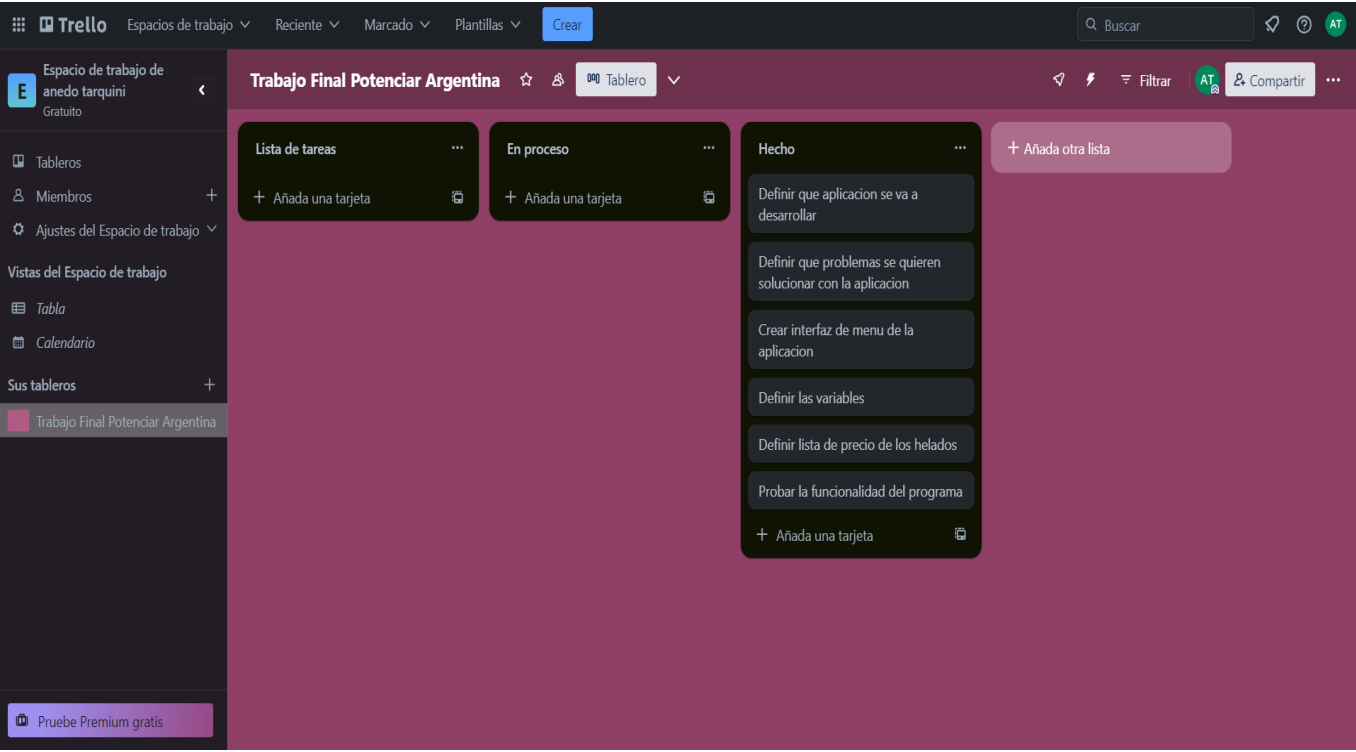 Trello
Espacios de trabajo
Reciente
Marcado
Plantillas
Crear
Buscar
AT
E
Espacio de trabajo de
anedo tarquini
Gratuito
Tableros
Miembros
Ajustes del Espacio de trabajo
Vistas del Espacio de trabajo
Tabla
Calendario
Sus tableros
Trabajo Final Potenciar Argentina
Pruebe Premium gratis
Trabajo Final Potenciar Argentina
Tablero
Filtrar
AT
Compartir
Lista de tareas
+ Añada una tarjeta
En proceso
+ Añada una tarjeta
Hecho
Definir que aplicacion se va a
desarrollar
Definir que problemas se quieren
solucionar con la aplicacion
Crear interfaz de menu de la
aplicacion
Definir las variables
Definir lista de precio de los helados
Probar la funcionalidad del programa
+ Añada una tarjeta
+ Añada otra lista